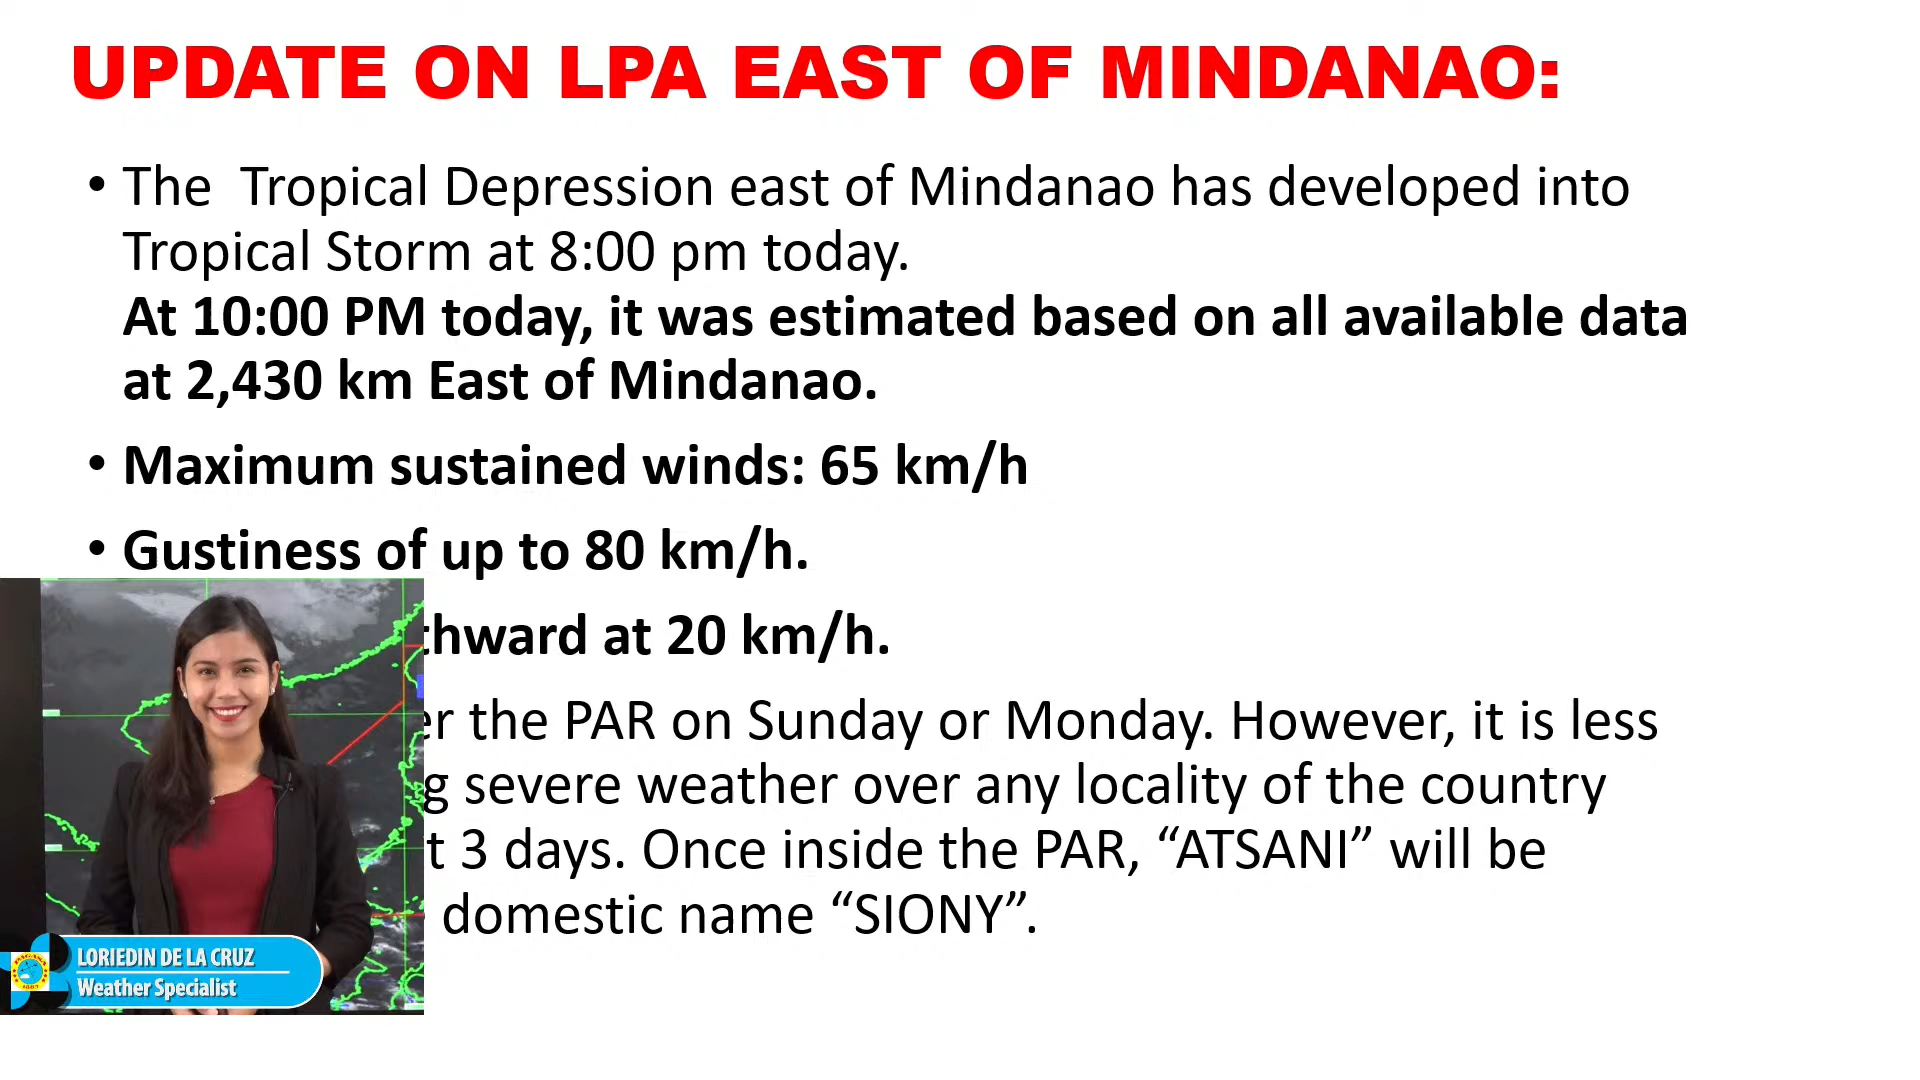 UPDATE ON LPA EAST OF MINDANAO:
• The  Tropical Depression east of Mindanao has developed into
Tropical Storm at 8:00 pm today.
At 10:00 PM today, it was estimated based on all available data
at 2,430 km East of Mindanao.
• Maximum sustained winds: 65 km/h
• Gustiness of up to 80 km/h.
thward at 20 km/h.
er the PAR on Sunday or Monday. However, it is less
g severe weather over any locality of the country
t 3 days. Once inside the PAR, “ATSANI” will be
domestic name “SIONY”.
LORIEDIN DE LA CRUZ
Weather Specialist